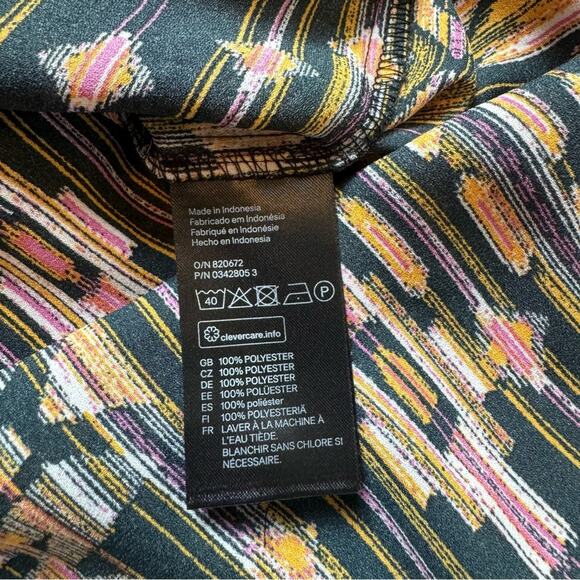 Made in Indonesia
Fabricado em Indonésia
Fabriqué en Indonésie
Hecho en Indonesia
O/N 820672
P/N 0342805 3
40 P
clevercare.info
GB 100% POLYESTER
CZ 100% POLYESTER
DE 100% POLYESTER
EE 100% POLÜESTER
ES 100% poliéster
FI 100% POLYESTERIÄ
FR LAVER À LA MACHINE À
L'EAU TIÈDE.
BLANCHIR SANS CHLORE SI
NÉCESSAIRE.